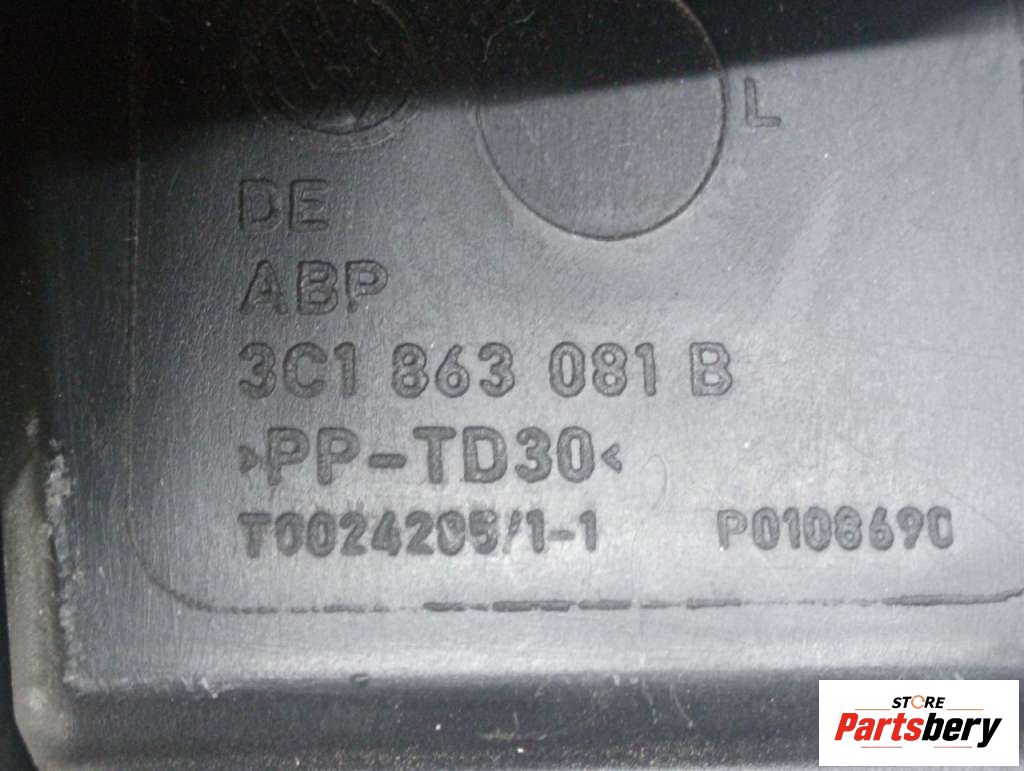 L
DE
ABP
3C1 863 081 B
>PP-TD30<
T0024205/1-1 P0108690
STORE
Partsbery